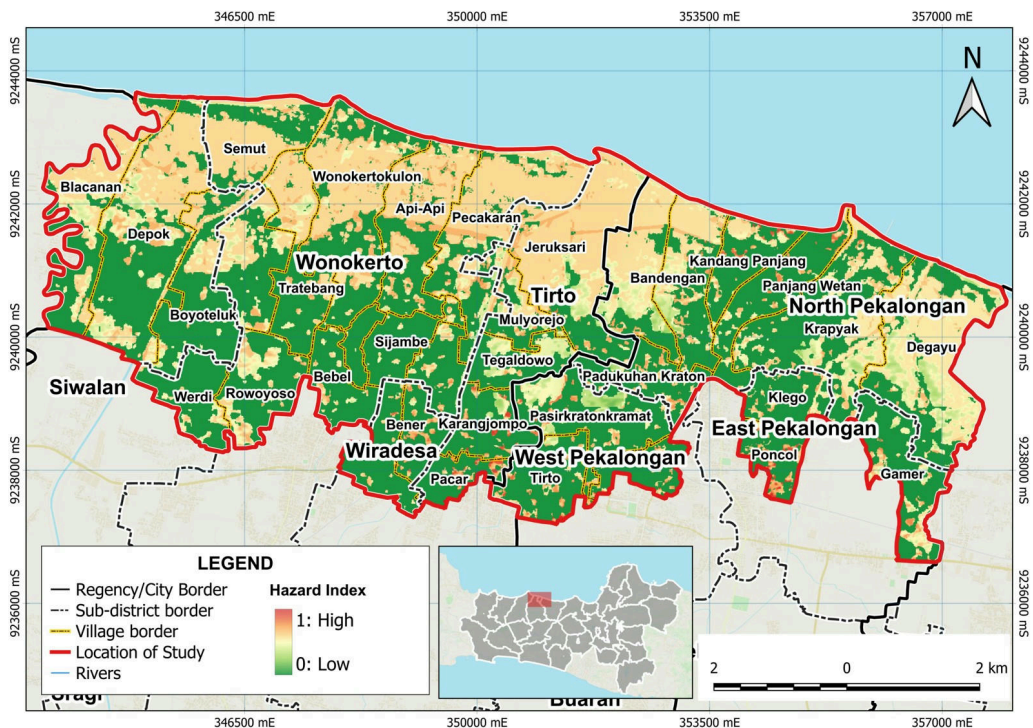 346500 mE
350000 mE
353500 mE
357000 mE
9244000 mS
9244000 mS
N
Semut
Blacanan
Wonokertokulon
9242000 mS
9242000 mS
Api-Api
Pecakaran
Depok
Jeruksari
Wonokerto
Kandang Panjang
Bandengan
Tratebang
Tirto
Panjang Wetan
North Pekalongan
Boyoteluk
Mulyorejo
Krapyak
9240000 mS
9240000 mS
Sijambe
Degayu
Tegaldowo
Siwalan
Bebel
Padukuhan Kraton
Werdi
Rowoyoso
Klego
Pasirkratonkramat
Bener
Karangjompo
East Pekalongan
Wiradesa
West Pekalongan
Poncol
9238000 mS
9238000 mS
Pacar
Tirto
Gamer
LEGEND
Regency/City Border
Sub-district border
Village border
Location of Study
Rivers
Hazard Index
1: High
0: Low
9236000 mS
9236000 mS
2
0
2 km
346500 mE
350000 mE
353500 mE
357000 mE